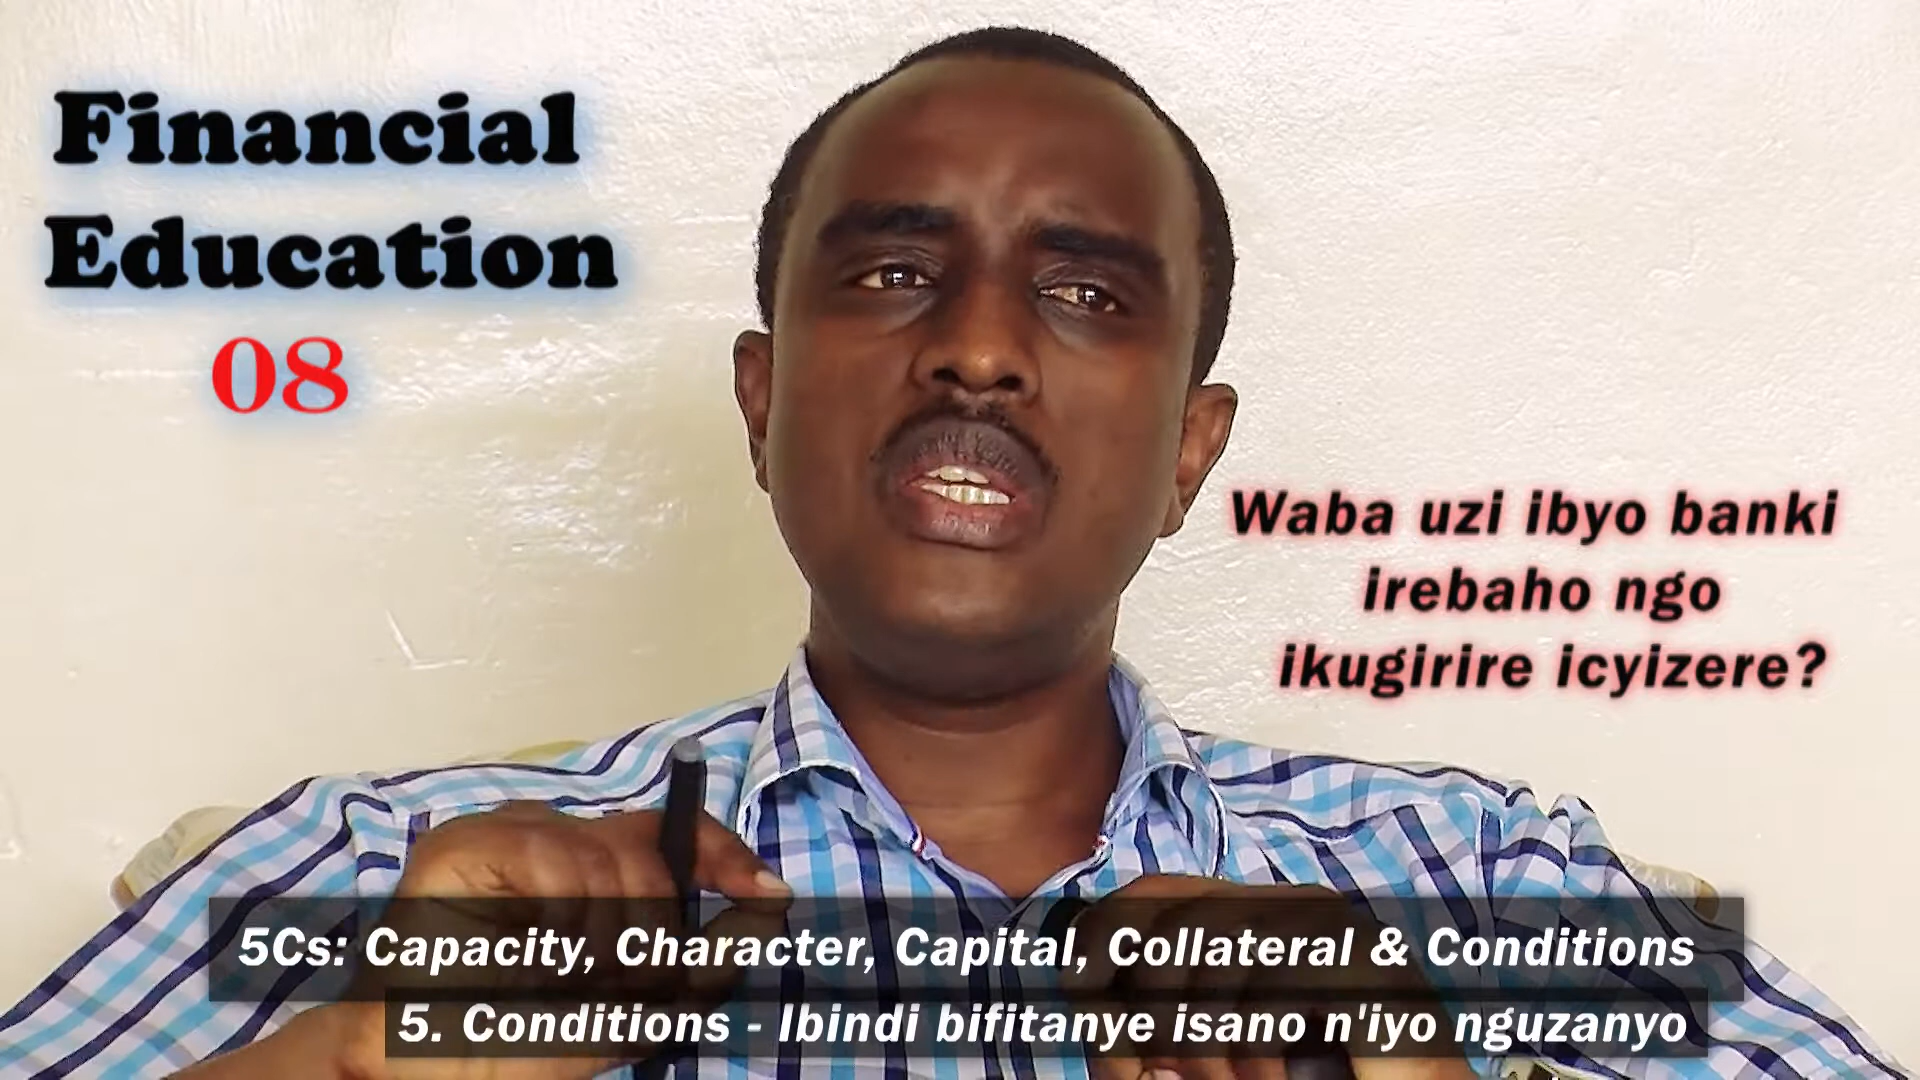 Financial
Education
08
Waba uzi ibyo banki
irebaho ngo
ikugirire icyizere?
5Cs: Capacity, Character, Capital, Collateral & Conditions
5. Conditions - Ibindi bifitanye isano n'iyo nguzanyo